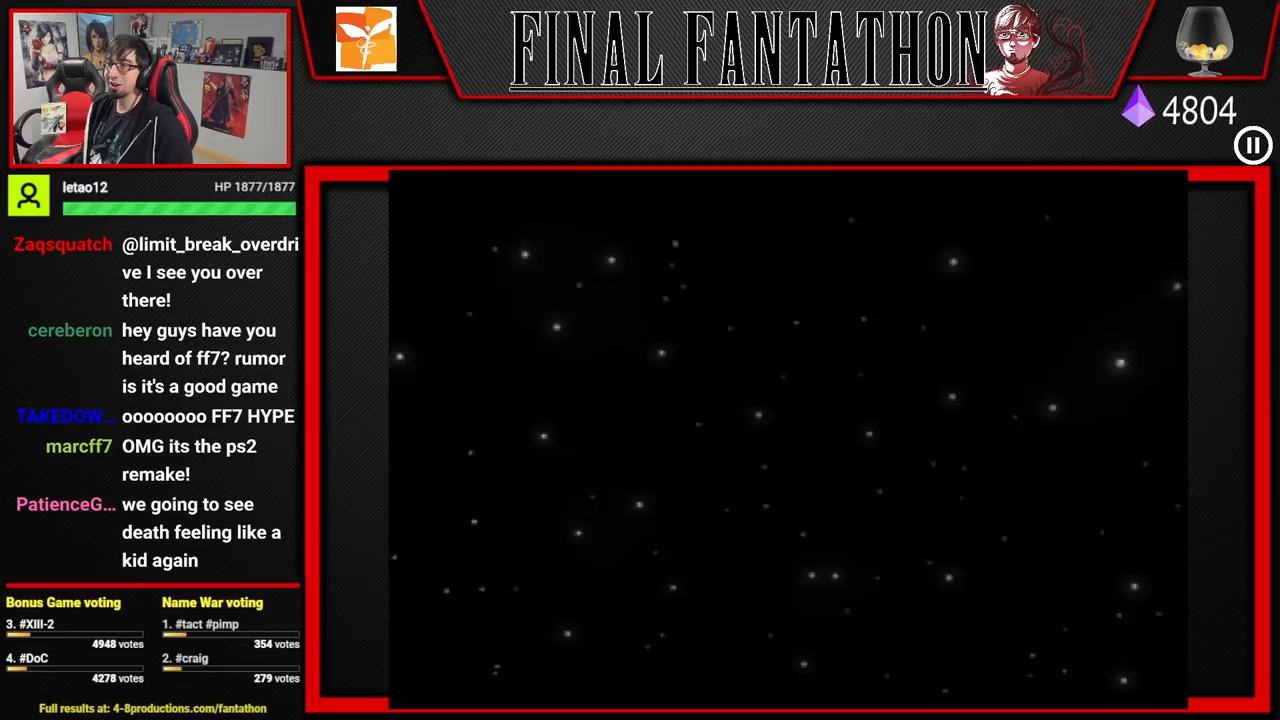 FINAL FANTATHON
4804
letao12 HP 1877/1877
Zaqsquatch @limit_break_overdri
ve I see you over
there!
cereberon hey guys have you
heard of ff7? rumor
is it's a good game
TAKEDOW... oooooooo FF7 HYPE
marcff7 OMG its the ps2
remake!
PatienceG... we going to see
death feeling like a
kid again
Bonus Game voting
3. #XIII-2
4948 votes
4. #DoC
4278 votes
Name War voting
1. #tact #pimp
354 votes
2. #craig
279 votes
Full results at: 4-8productions.com/fantathon